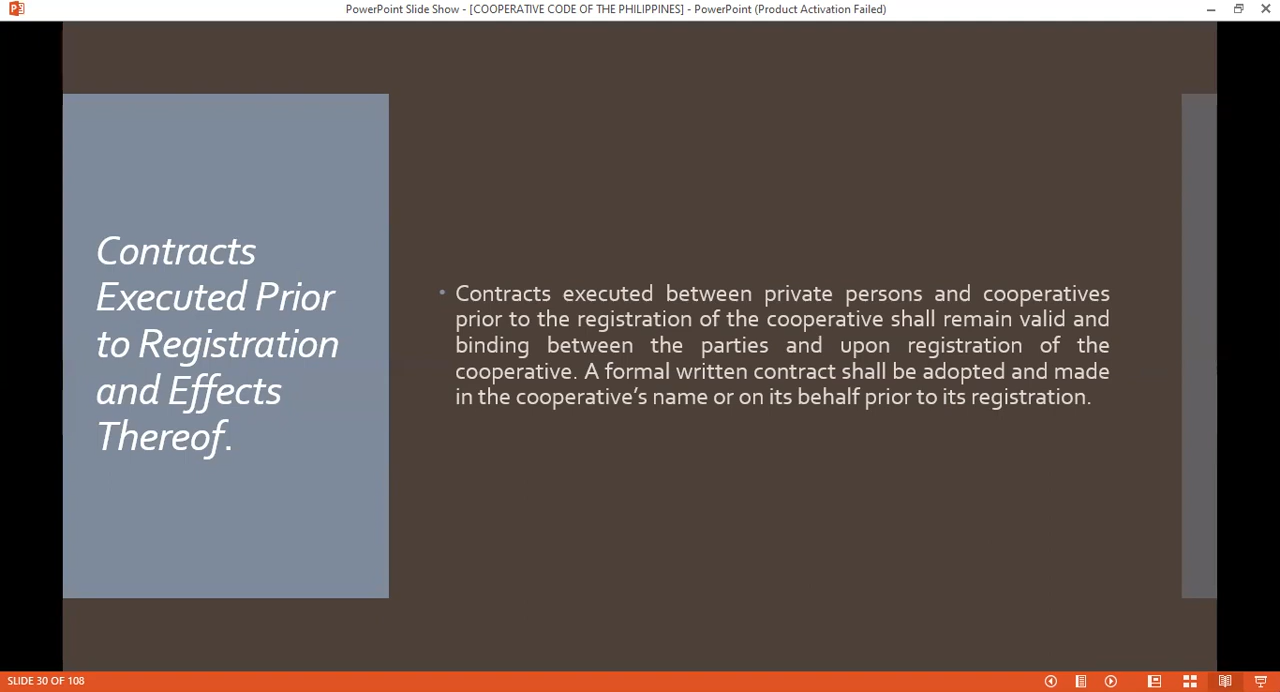 PowerPoint Slide Show - [COOPERATIVE CODE OF THE PHILIPPINES] - PowerPoint (Product Activation Failed)
Contracts
Executed Prior
to Registration
and Effects
Thereof.
• Contracts executed between private persons and cooperatives
prior to the registration of the cooperative shall remain valid and
binding between the parties and upon registration of the
cooperative. A formal written contract shall be adopted and made
in the cooperative’s name or on its behalf prior to its registration.
SLIDE 30 OF 108